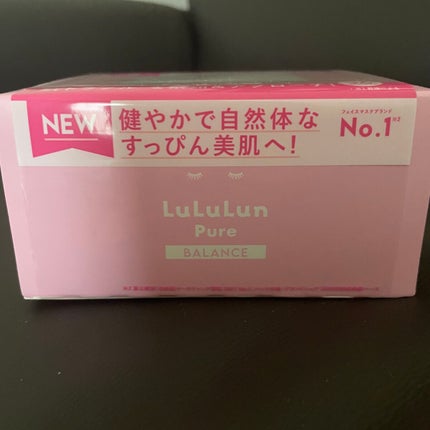 NEW
健やかで自然体な
すっぴん美肌へ!
フェイスマスクブランド
No.1※2
LuLuLun
Pure
BALANCE